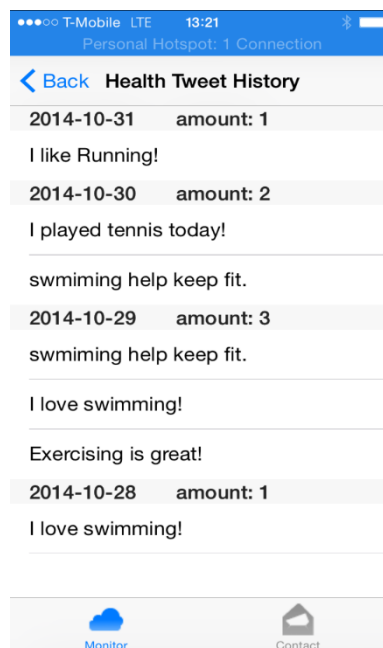 T-Mobile LTE 13:21
Personal Hotspot: 1 Connection
Back Health Tweet History
2014-10-31 amount: 1
I like Running!
2014-10-30 amount: 2
I played tennis today!
swmiming help keep fit.
2014-10-29 amount: 3
swmiming help keep fit.
I love swimming!
Exercising is great!
2014-10-28 amount: 1
I love swimming!
Monitor Contact